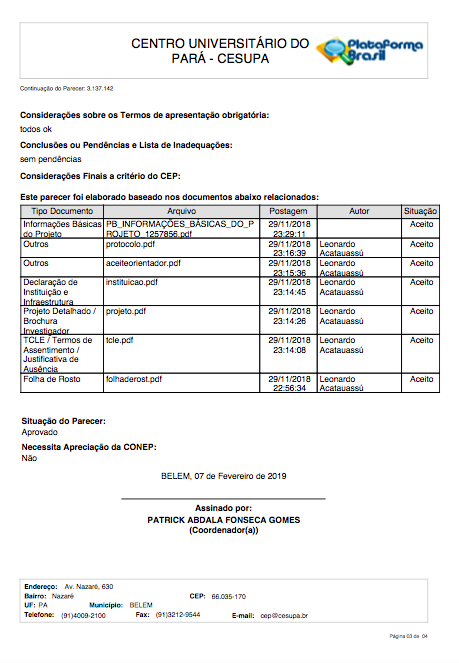 CENTRO UNIVERSITÁRIO DO
PARÁ - CESUPA
Plataforma
Brasil
Continuação do Parecer: 3.137.142
Considerações sobre os Termos de apresentação obrigatória:
todos ok
Conclusões ou Pendências e Lista de Inadequações:
sem pendências
Considerações Finais a critério do CEP:
Este parecer foi elaborado baseado nos documentos abaixo relacionados:
Tipo Documento Arquivo Postagem Autor Situação
Informações Básicas PB_INFORMAÇÕES_BÁSICAS_DO_P 29/11/2018 Aceito
do Projeto ROJETO_1257856.pdf 23:29:11
Outros protocolo.pdf 29/11/2018 Leonardo Aceito
23:16:39 Acatauassú
Outros aceiteorientador.pdf 29/11/2018 Leonardo Aceito
23:15:36 Acatauassú
Declaração de instituicao.pdf 29/11/2018 Leonardo Aceito
Instituição e 23:14:45 Acatauassú
Infraestrutura
Projeto Detalhado / projeto.pdf 29/11/2018 Leonardo Aceito
Brochura 23:14:26 Acatauassú
Investigador
TCLE / Termos de tcle.pdf 29/11/2018 Leonardo Aceito
Assentimento / 23:14:08 Acatauassú
Justificativa de
Ausência
Folha de Rosto folhaderost.pdf 29/11/2018 Leonardo Aceito
22:56:34 Acatauassú
Situação do Parecer:
Aprovado
Necessita Apreciação da CONEP:
Não
BELEM, 07 de Fevereiro de 2019
Assinado por:
PATRICK ABDALA FONSECA GOMES
(Coordenador(a))
Endereço: Av. Nazaré, 630
Bairro: Nazaré CEP: 66.035-170
UF: PA Município: BELEM
Telefone: (91)4009-2100 Fax: (91)3212-9544 E-mail: cep@cesupa.br
Página 03 de 04